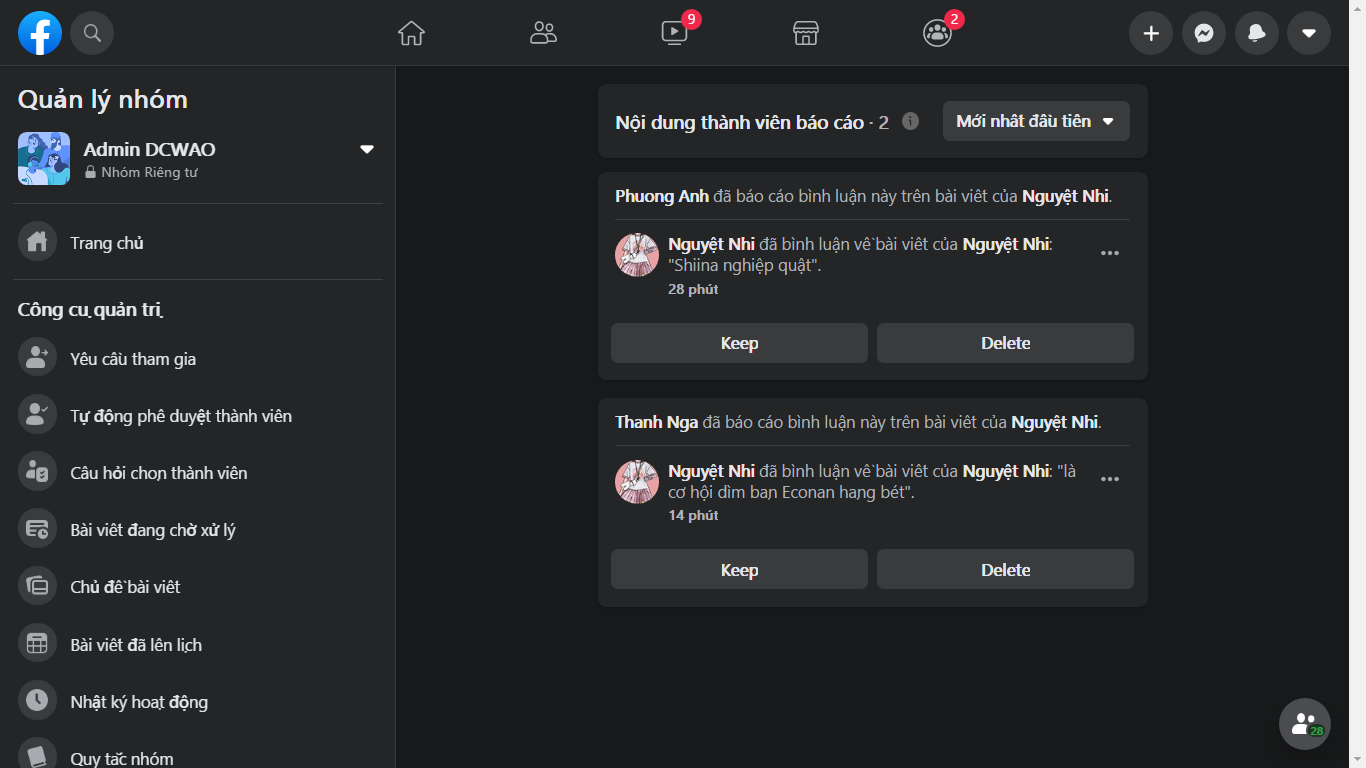 9
2
Quản lý nhóm
Admin DCWAO
Nhóm Riêng tư
Trang chủ
Công cụ quản trị
Yêu cầu tham gia
Tự động phê duyệt thành viên
Câu hỏi chọn thành viên
Bài viết đang chờ xử lý
Chủ đề bài viết
Bài viết đã lên lịch
Nhật ký hoạt động
Quy tắc nhóm
Nội dung thành viên báo cáo · 2
Mới nhất đầu tiên
Phuong Anh đã báo cáo bình luận này trên bài viết của Nguyệt Nhi.
Nguyệt Nhi đã bình luận về bài viết của Nguyệt Nhi:
"Shiina nghiệp quật".
28 phút
Keep Delete
Thanh Nga đã báo cáo bình luận này trên bài viết của Nguyệt Nhi.
Nguyệt Nhi đã bình luận về bài viết của Nguyệt Nhi: "là
cơ hội dìm bạn Econan hạng bét".
14 phút
Keep Delete
28